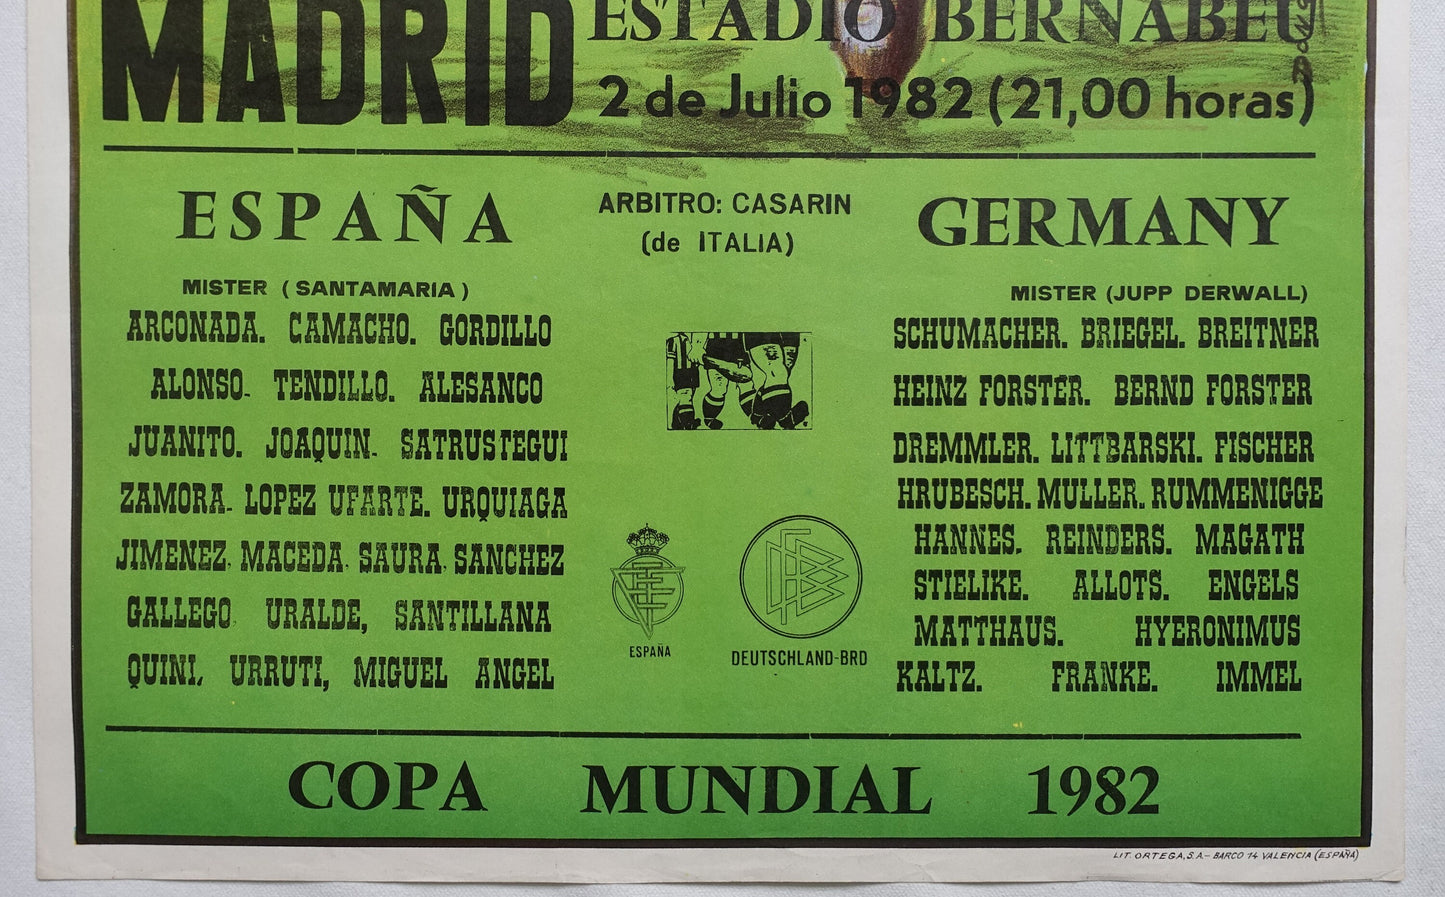 MADRID
ESTADIO BERNABEU
2 de Julio 1982 (21,00 horas)
ESPAÑA
MISTER (SANTAMARIA)
ARCONADA. CAMACHO. GORDILLO
ALONSO. TENDILLO. ALESANCO
JUANITO. JOAQUIN. SATRUSTEGUI
ZAMORA. LOPEZ UFARTE. URQUIAGA
JIMENEZ. MACEDA. SAURA. SANCHEZ
GALLEGO URALDE, SANTILLANA
QUINI, URRUTI, MIGUEL ANGEL
ARBITRO: CASARIN
(de ITALIA)
ESPAÑA
DEUTSCHLAND-BRD
GERMANY
MISTER (JUPP DERWALL)
SCHUMACHER. BRIEGEL. BREITNER
HEINZ FORSTER. BERND FORSTER
DREMMLER. LITTBARSKI. FISCHER
HRUBESCH. MULLER. RUMMENIGGE
HANNES. REINDERS. MAGATH
STIELIKE. ALLOTS. ENGELS
MATTHAUS. HYERONIMUS
KALTZ. FRANKE. IMMEL
COPA MUNDIAL 1982
LIT. ORTEGA, S.A.- BARCO 14 VALENCIA (ESPAÑA)